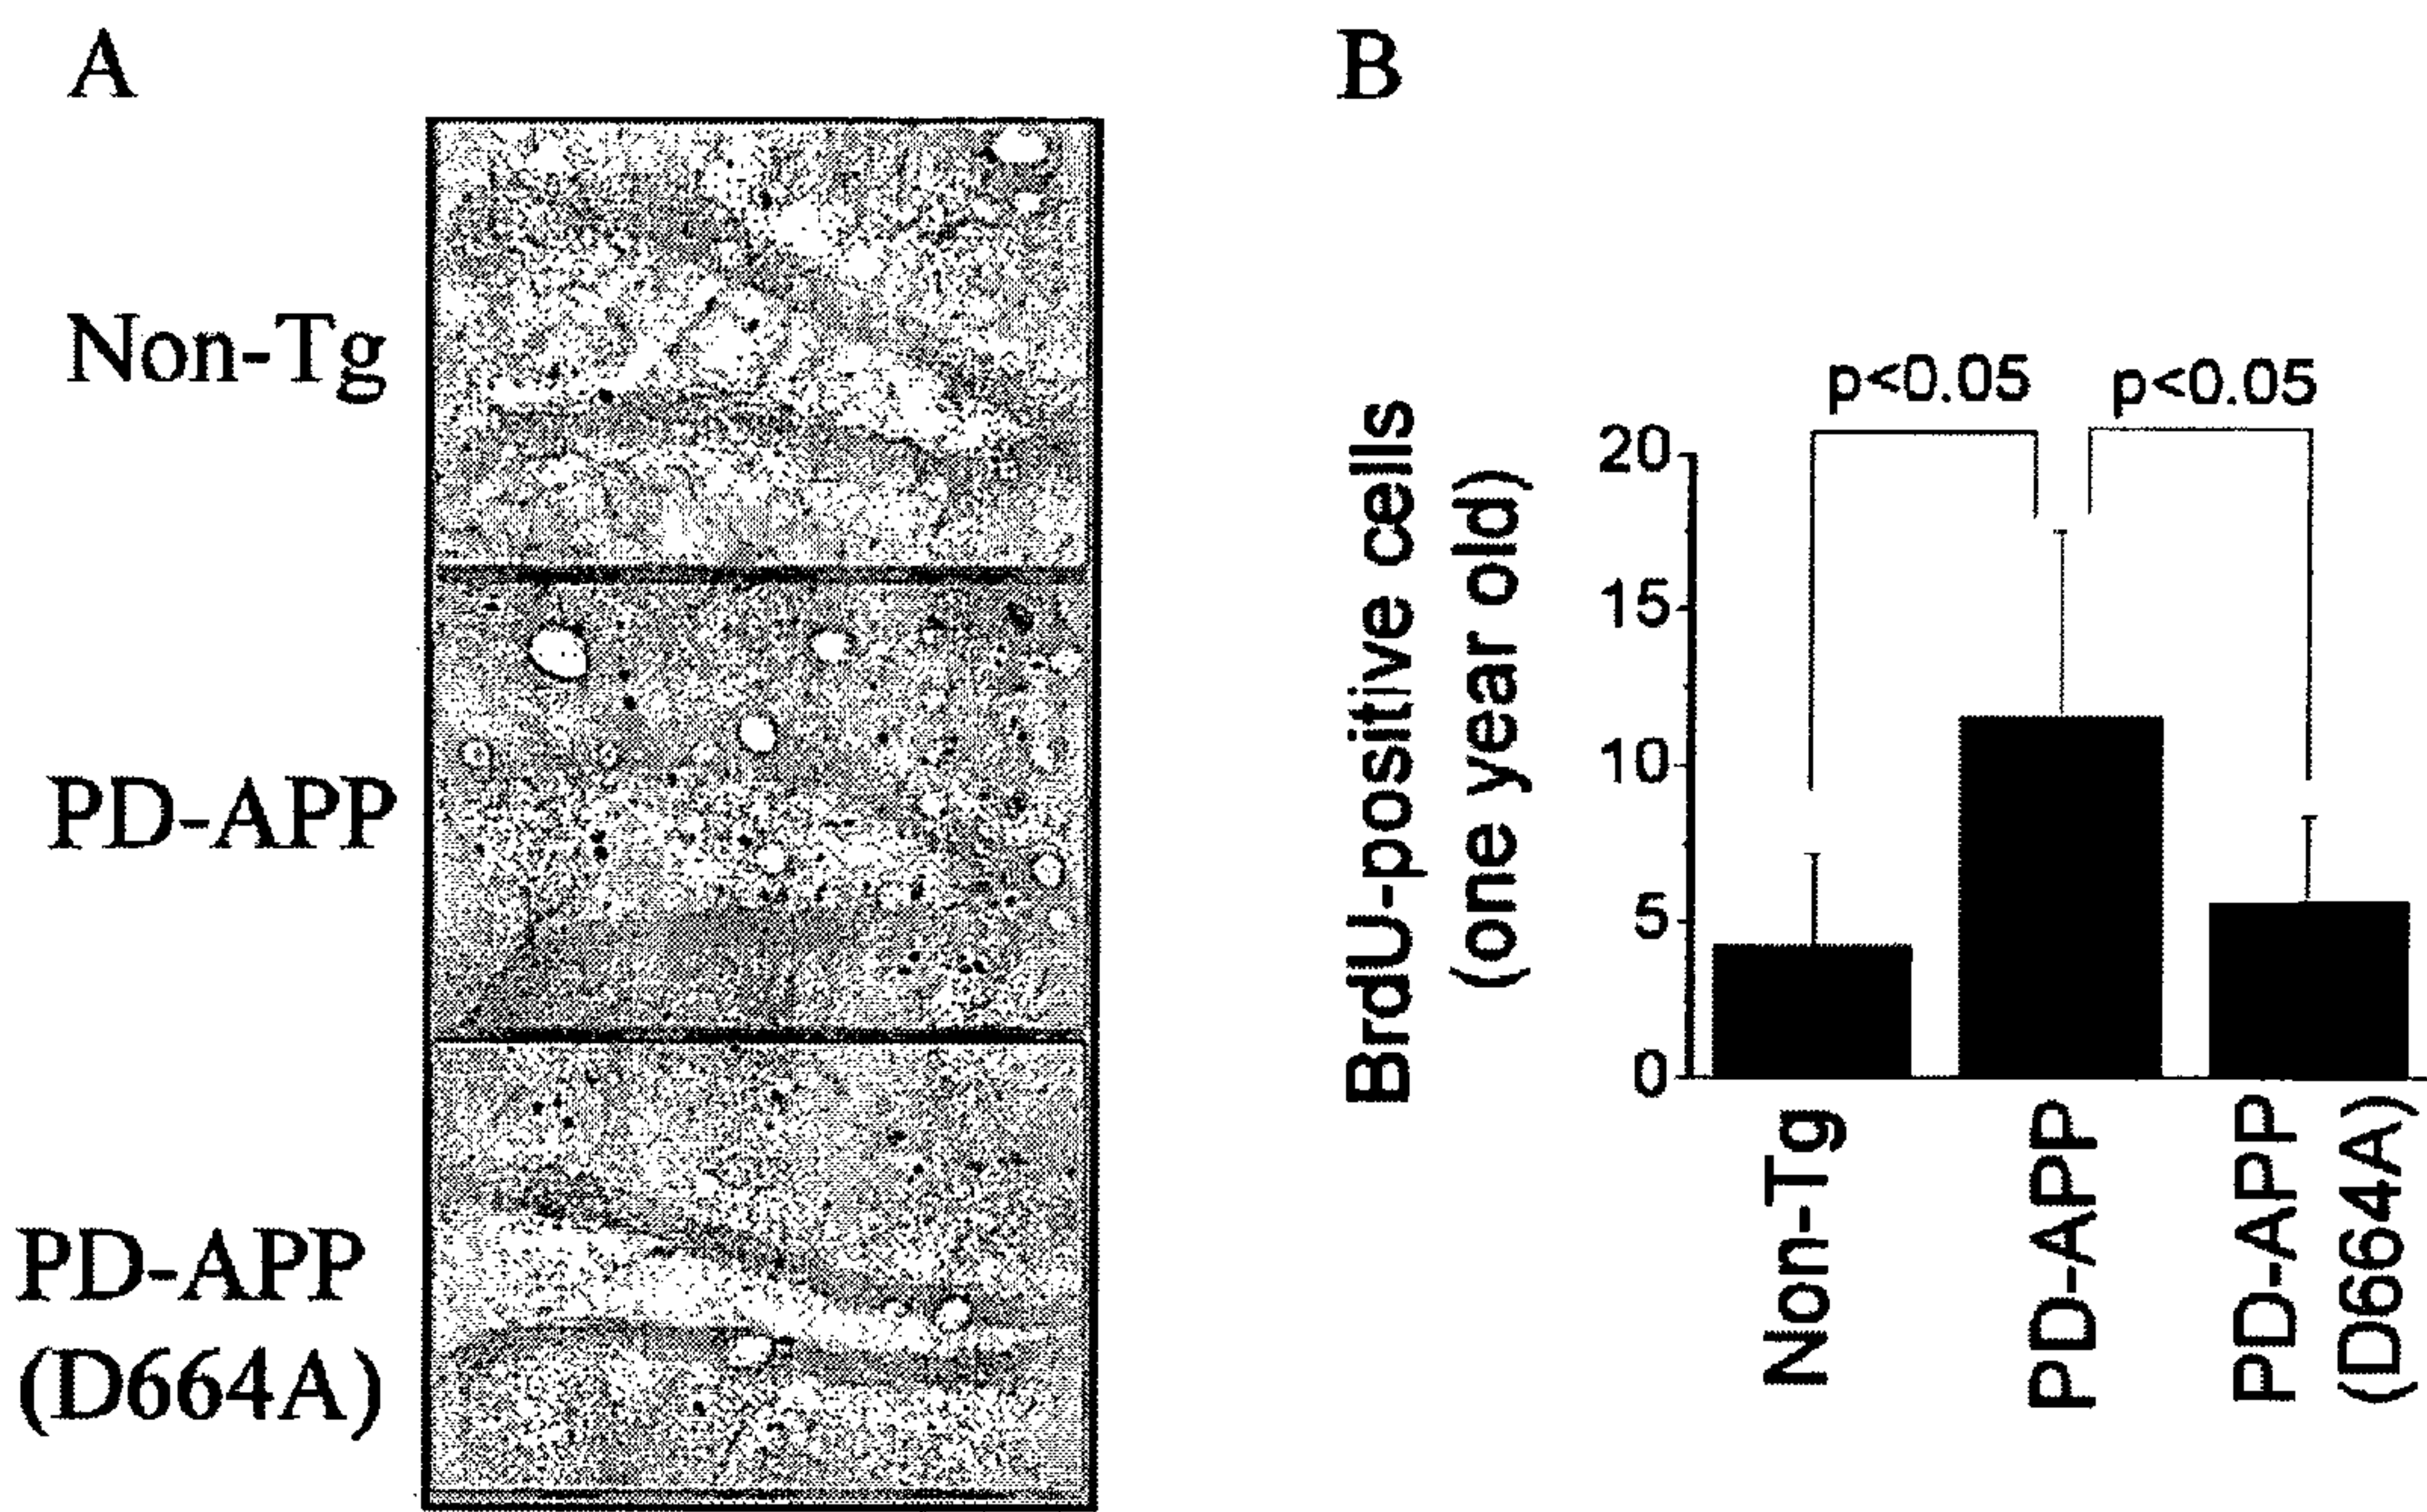 A
Non-Tg
PD-APP
PD-APP
(D664A)
B
p<0.05 p<0.05
BrdU-positive cells
(one year old)
20
15
10
5
0
Non-Tg
PD-APP
PD-APP
(D664A)